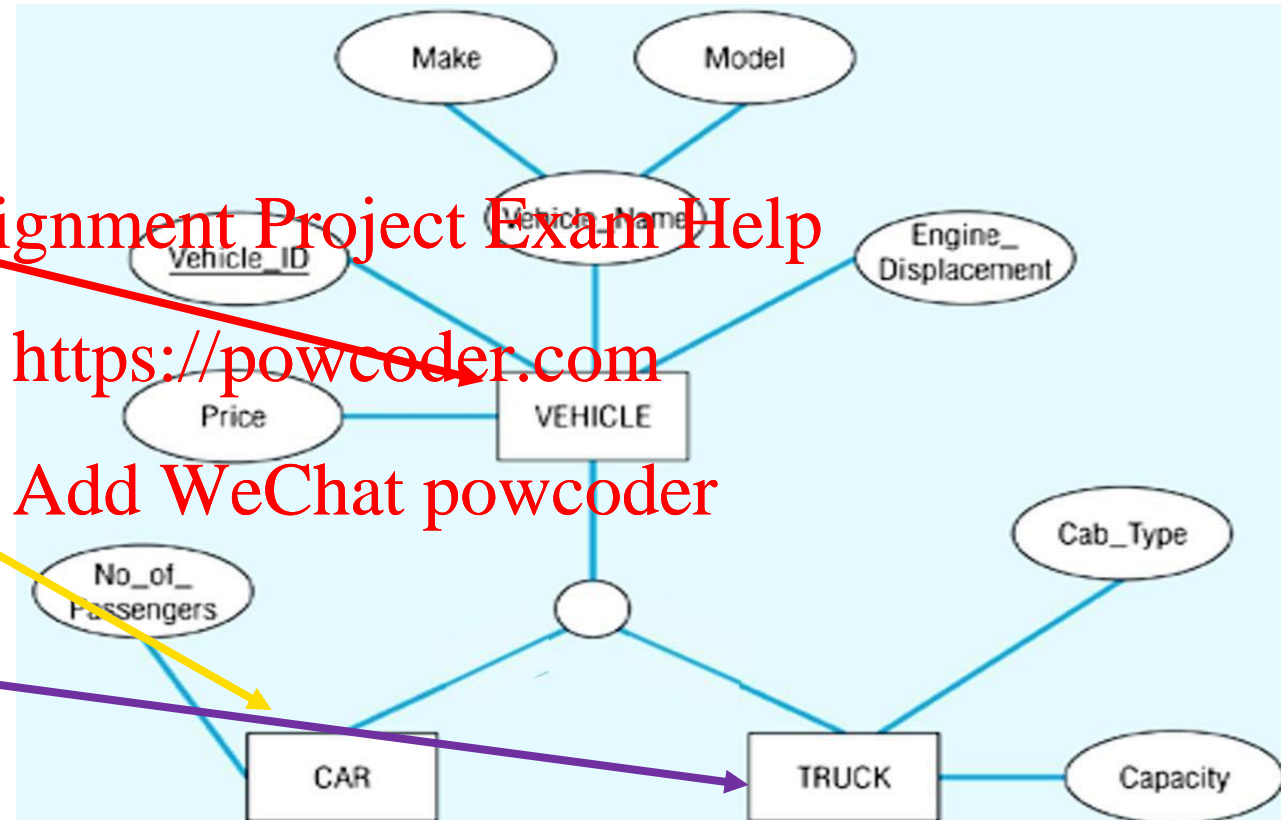 Make
Model
ignment Project Exam Help
Vehicle_Name
Vehicle_ID
Engine_
Displacement
https://powcoder.com
Price
VEHICLE
Add WeChat powcoder
Cab_Type
No_of_
Passengers
CAR
TRUCK
Capacity